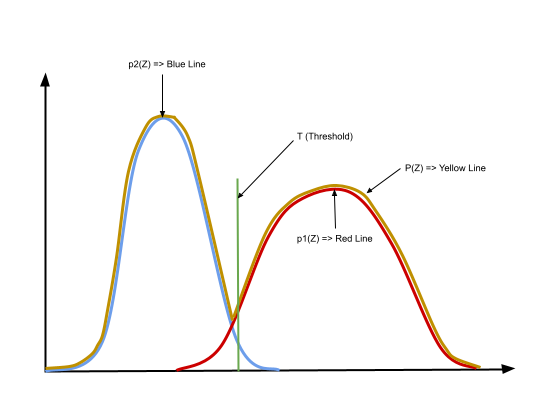 p2(Z) => Blue Line
T (Threshold)
P(Z) => Yellow Line
p1(Z) => Red Line